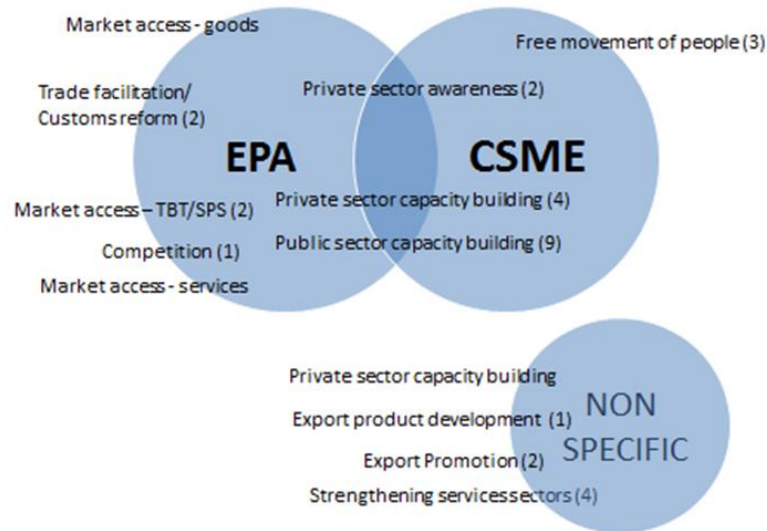 Market access - goods
Free movement of people (3)
Trade facilitation/
Customs reform (2)
Private sector awareness (2)
EPA
CSME
Market access – TBT/SPS (2)
Private sector capacity building (4)
Competition (1)
Public sector capacity building (9)
Market access - services
Private sector capacity building
Export product development (1)
Export Promotion (2)
Strengthening services sectors (4)
NON
SPECIFIC